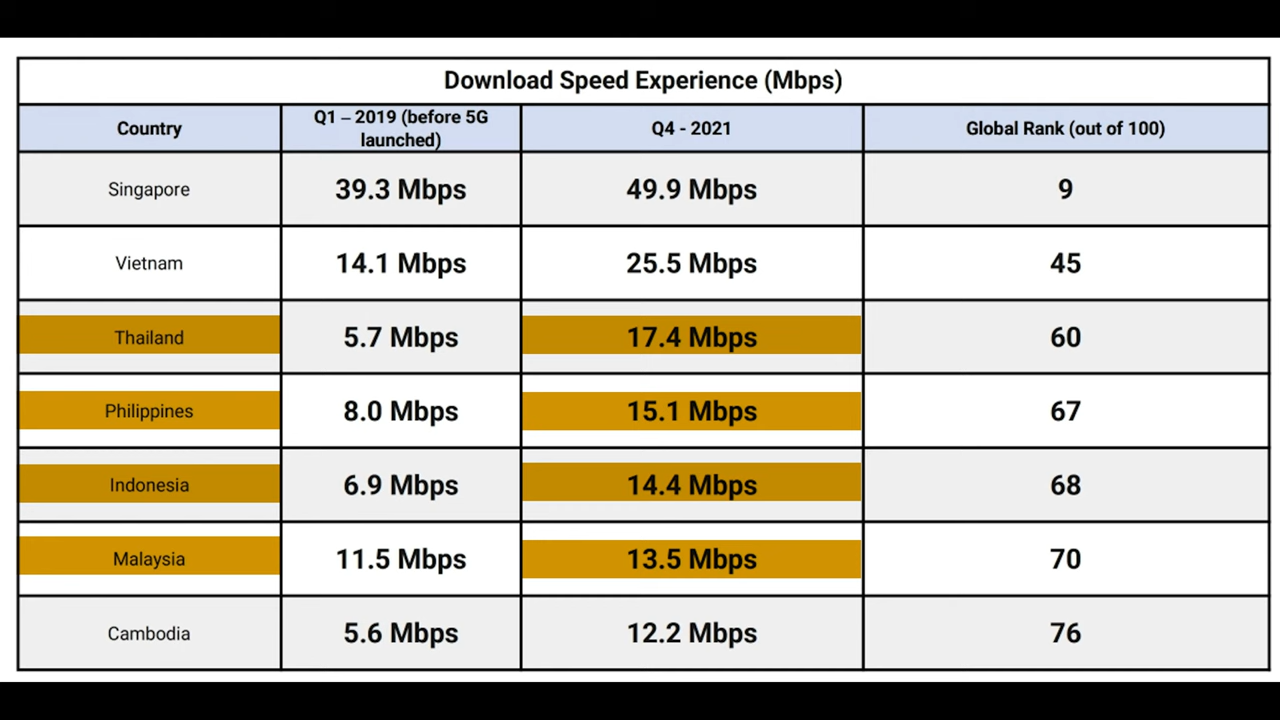 Download Speed Experience (Mbps)
Country
Q1 – 2019 (before 5G
launched)
Q4 - 2021
Global Rank (out of 100)
Singapore
39.3 Mbps
49.9 Mbps
9
Vietnam
14.1 Mbps
25.5 Mbps
45
Thailand
5.7 Mbps
17.4 Mbps
60
Philippines
8.0 Mbps
15.1 Mbps
67
Indonesia
6.9 Mbps
14.4 Mbps
68
Malaysia
11.5 Mbps
13.5 Mbps
70
Cambodia
5.6 Mbps
12.2 Mbps
76